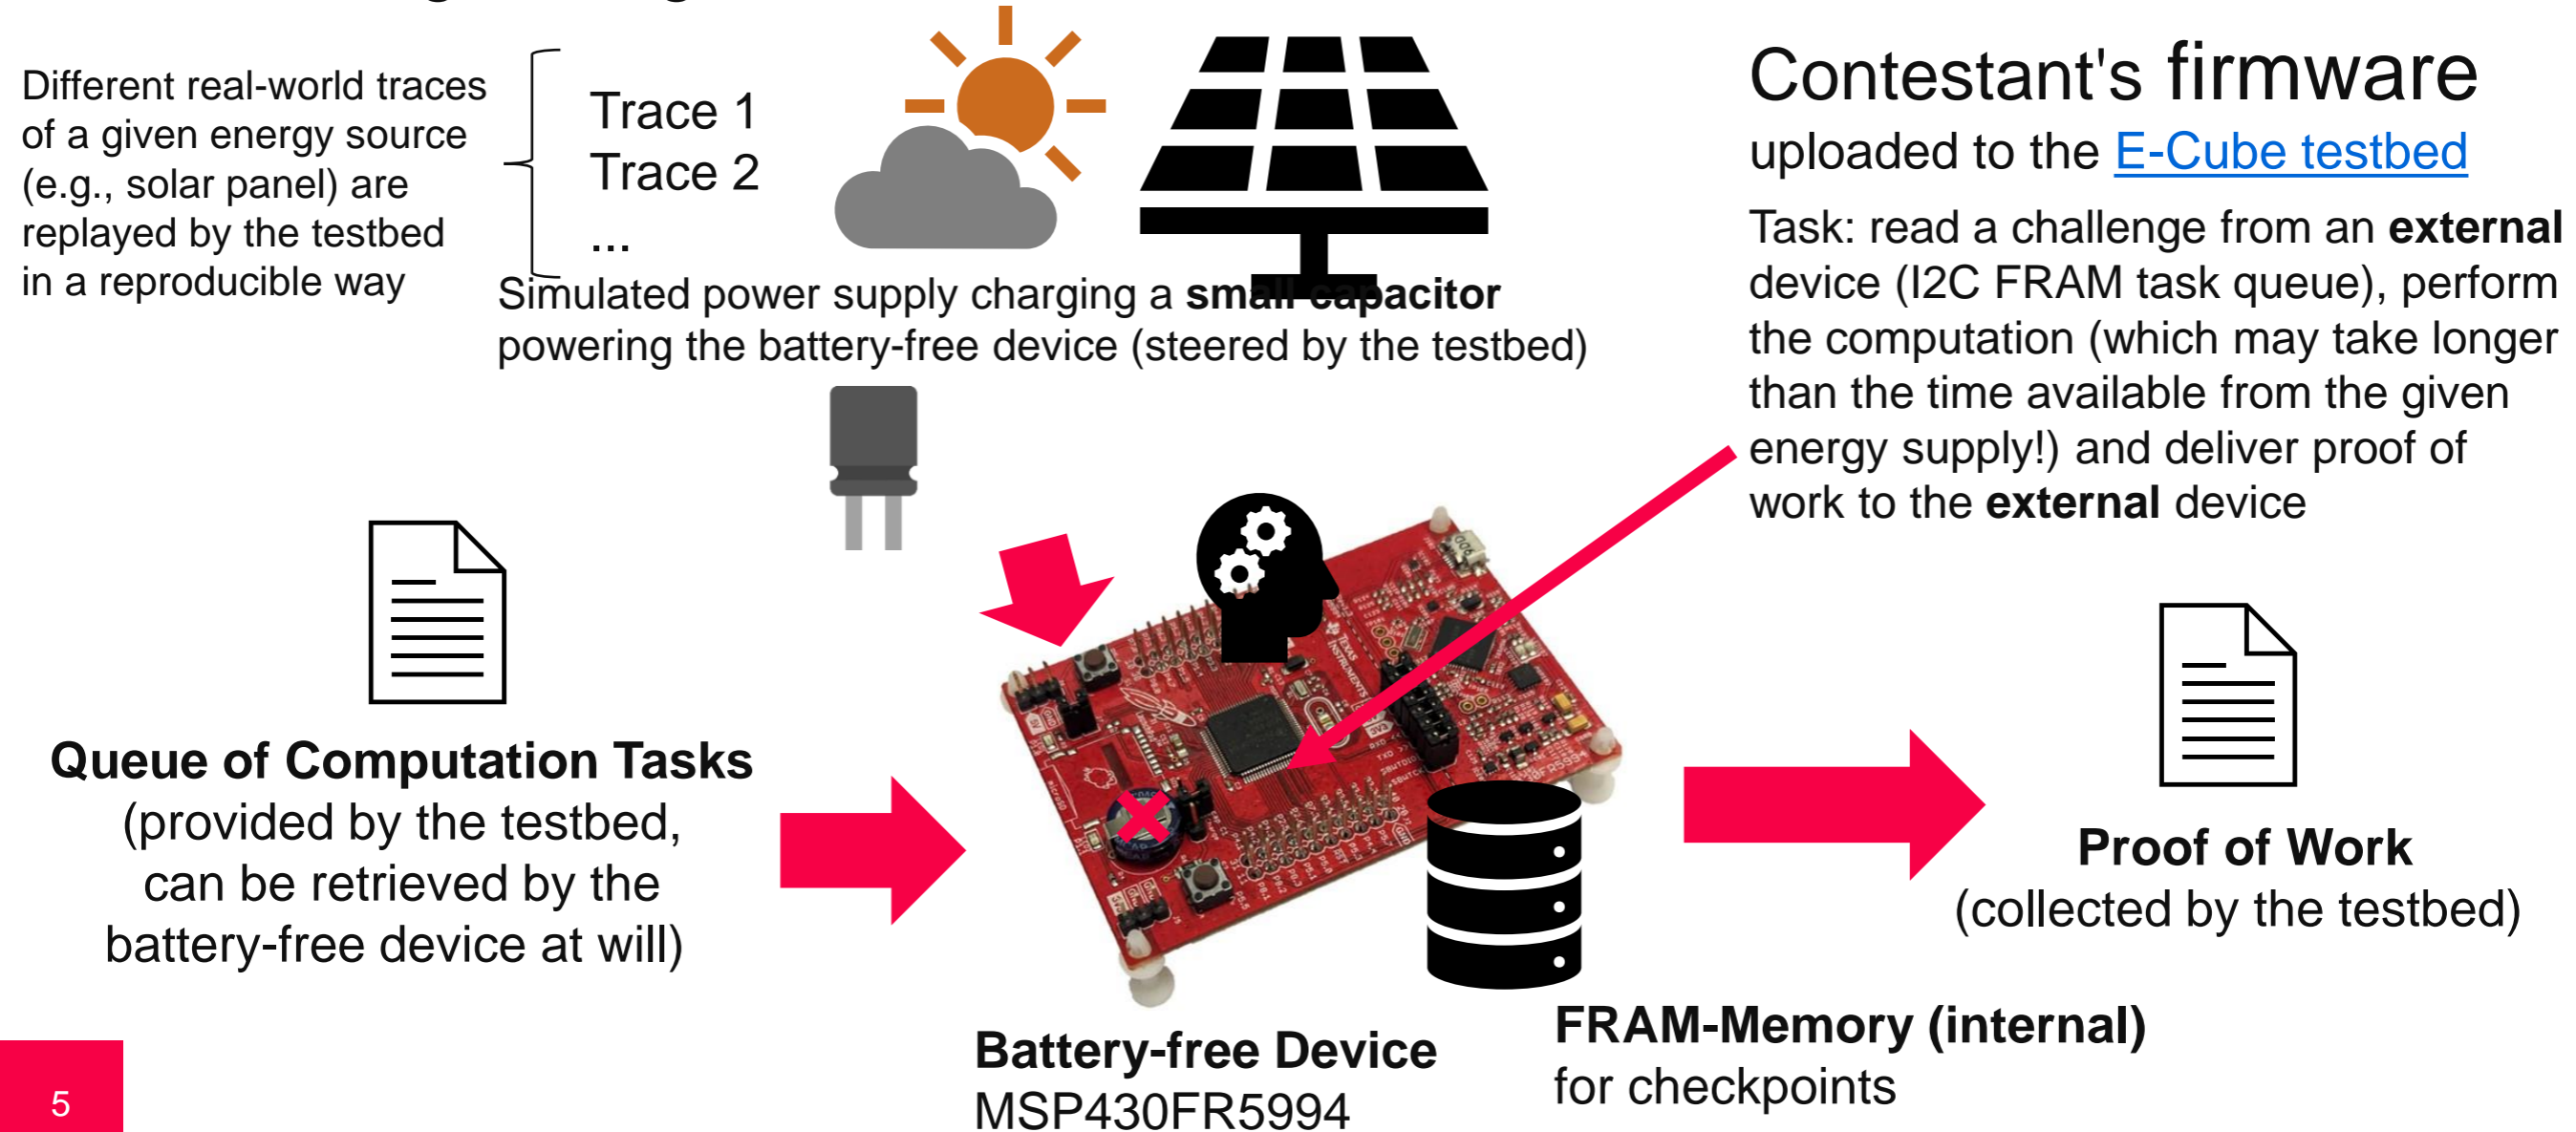 Different real-world traces
of a given energy source
(e.g., solar panel) are
replayed by the testbed
in a reproducible way
Trace 1
Trace 2
...
Simulated power supply charging a small capacitor
powering the battery-free device (steered by the testbed)
Contestant's firmware
uploaded to the E-Cube testbed
Task: read a challenge from an external
device (I2C FRAM task queue), perform
the computation (which may take longer
than the time available from the given
energy supply!) and deliver proof of
work to the external device
Queue of Computation Tasks
(provided by the testbed,
can be retrieved by the
battery-free device at will)
TEXAS
INSTRUMENTS
Battery-free Device
MSP430FR5994
FRAM-Memory (internal)
for checkpoints
Proof of Work
(collected by the testbed)
5